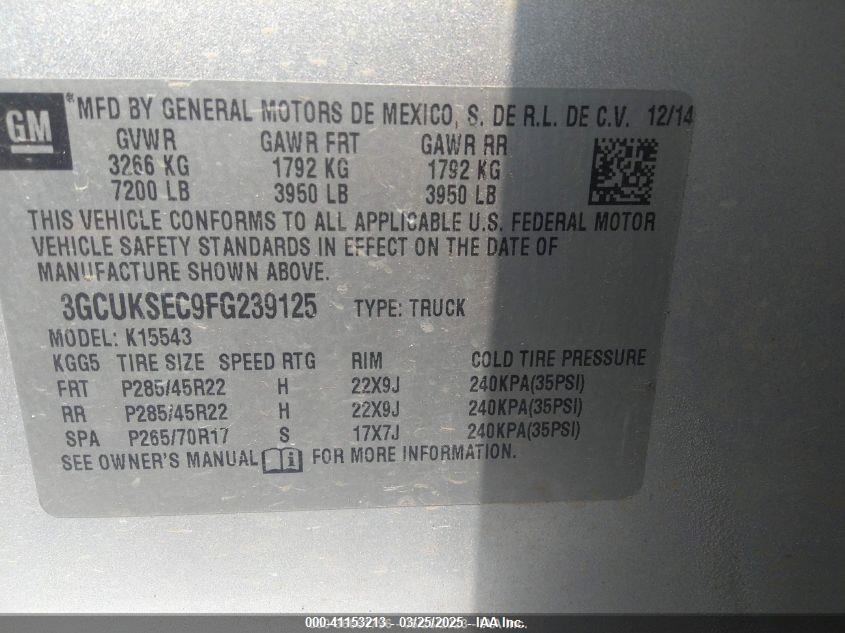 GM
®MFD BY GENERAL MOTORS DE MEXICO, S. DE R.L. DE C.V. 12/14
GVWR GAWR FRT GAWR RR
3266 KG 1792 KG 1792 KG
7200 LB 3950 LB 3950 LB
THIS VEHICLE CONFORMS TO ALL APPLICABLE U.S. FEDERAL MOTOR
VEHICLE SAFETY STANDARDS IN EFFECT ON THE DATE OF
MANUFACTURE SHOWN ABOVE.
3GCUKSEC9FG239125 TYPE: TRUCK
MODEL: K15543
KGG5 TIRE SIZE SPEED RTG RIM COLD TIRE PRESSURE
FRT P285/45R22 H 22X9J 240KPA(35PSI)
RR P285/45R22 H 22X9J 240KPA(35PSI)
SPA P265/70R17 S 17X7J 240KPA(35PSI)
SEE OWNER'S MANUAL FOR MORE INFORMATION.
000-41153213 - 03/25/2025 - IAA Inc.